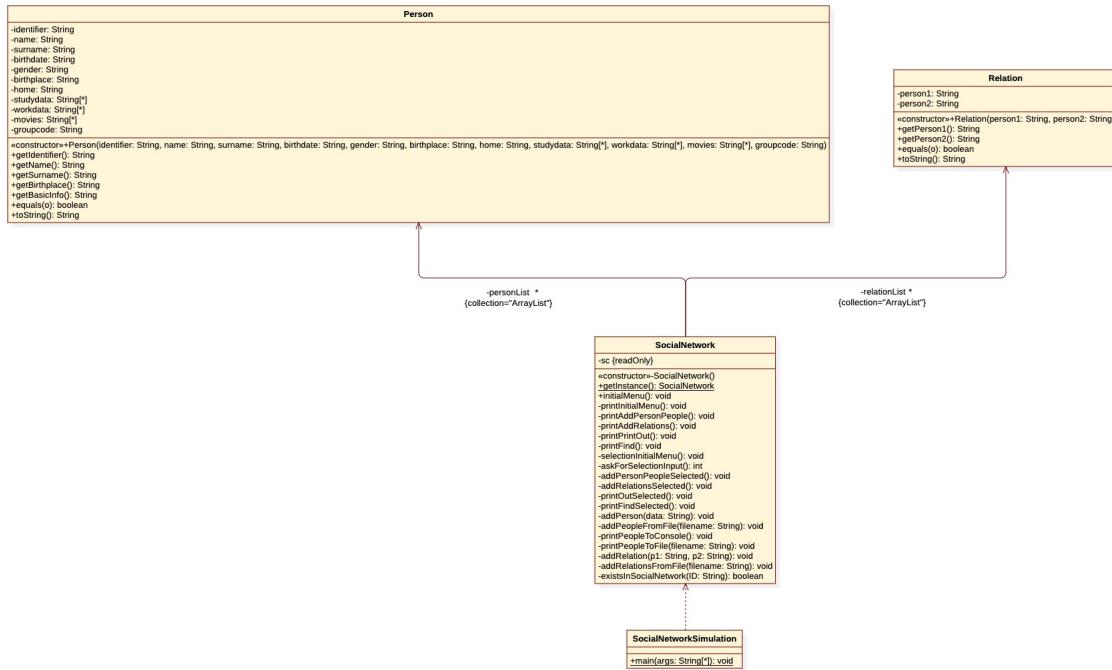 Person
-identifier: String
-name: String
-surname: String
-birthdate: String
-gender: String
-birthplace: String
-home: String
-studydata: String[*]
-workdata: String[*]
-movies: String[*]
-groupcode: String
«constructor»+Person(identifier: String, name: String, surname: String, birthdate: String, gender: String, birthplace: String, home: String, studydata: String[*], workdata: String[*], movies: String[*], groupcode: String)
+getIdentifier(): String
+getName(): String
+getSurname(): String
+getBirthplace(): String
+getBasicInfo(): String
+equals(o): boolean
+toString(): String
Relation
-person1: String
-person2: String
«constructor»+Relation(person1: String, person2: String
+getPerson1(): String
+getPerson2(): String
+equals(o): boolean
+toString(): String
-personList *
{collection="ArrayList"}
-relationList *
{collection="ArrayList"}
SocialNetwork
-sc {readOnly}
«constructor»-SocialNetwork()
+getInstance(): SocialNetwork
+initialMenu(): void
-printInitialMenu(): void
-printAddPersonPeople(): void
-printAddRelations(): void
-printPrintOut(): void
-printFind(): void
-selectionInitialMenu(): void
-askForSelectionInput(): int
-addPersonPeopleSelected(): void
-addRelationsSelected(): void
-printOutSelected(): void
-printFindSelected(): void
-addPerson(data: String): void
-addPeopleFromFile(filename: String): void
-printPeopleToConsole(): void
-printPeopleToFile(filename: String): void
-addRelation(p1: String, p2: String): void
-addRelationsFromFile(filename: String): void
-existsInSocialNetwork(ID: String): boolean
SocialNetworkSimulation
+main(args: String[*]): void